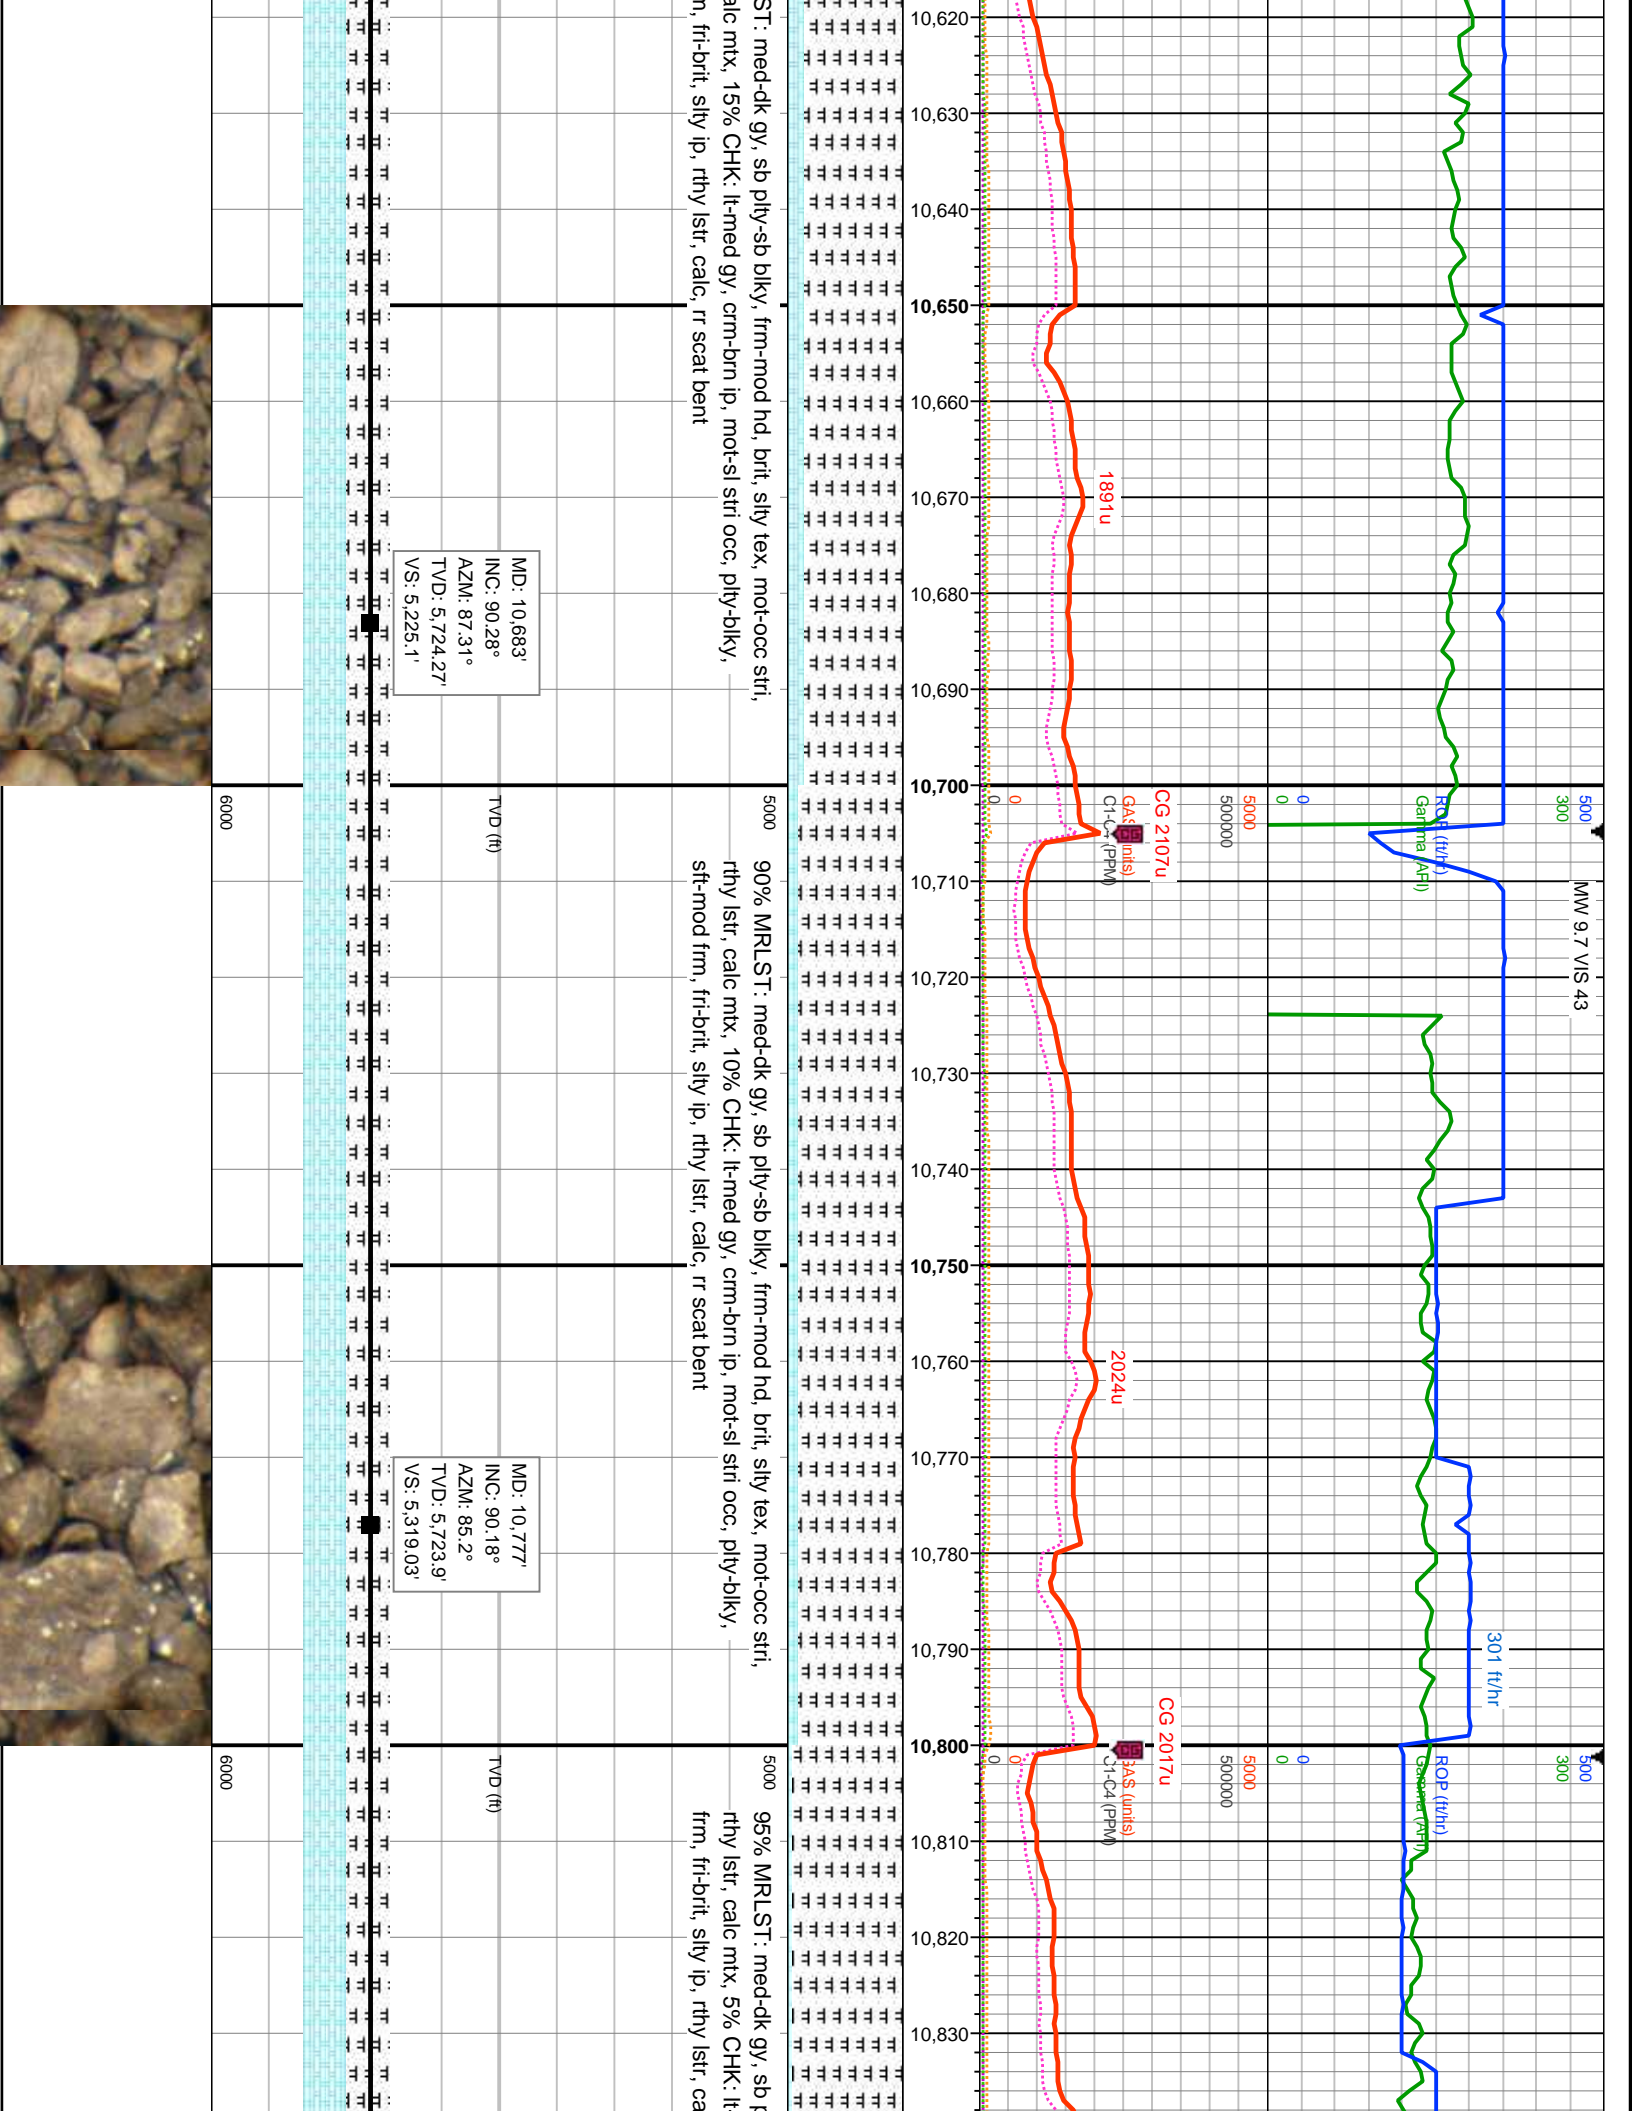 ST: med-dk gy, sb plty-sb blky, frm-mod hd, brit, slty tex, mot-occ stri,
alc mtx, 15% CHK: lt-med gy, crm-brn ip, mot-sl stri occ, plty-blky,
m, fri-brit, slty ip, rthy lstr, calc, rr scat bent
MD: 10,683'
INC: 90.28°
AZM: 87.31°
TVD: 5,724.27'
VS: 5,225.1'
5000
TVD (ft)
6000
90% MRLST: med-dk gy, sb plty-sb blky, frm-mod hd, brit, slty tex, mot-occ stri,
rthy lstr, calc mtx, 10% CHK: lt-med gy, crm-brn ip, mot-sl stri occ, plty-blky,
sft-mod frm, fri-brit, slty ip, rthy lstr, calc, rr scat bent
MD: 10,777'
INC: 90.18°
AZM: 85.2°
TVD: 5,723.9'
VS: 5,319.03'
5000
TVD (ft)
6000
95% MRLST: med-dk gy, sb p
rthy lstr, calc mtx, 5% CHK: lt
frm, fri-brit, slty ip, rthy lstr, ca
10,620
10,630
10,640
10,650
10,660
10,670
10,680
10,690
10,700
10,710
10,720
10,730
10,740
10,750
10,760
10,770
10,780
10,790
10,800
10,810
10,820
10,830
1891u
CG 2107u
2024u
CG 2017u
0 500000
0 5000
GAS (units)
C1-C4 (PPM)
0 300
0 500
ROP (ft/hr)
Gamma (API)
MW 9.7 VIS 43
301 ft/hr
0 500000
0 5000
GAS (units)
C1-C4 (PPM)
0 300
0 500
ROP (ft/hr)
Gamma (API)